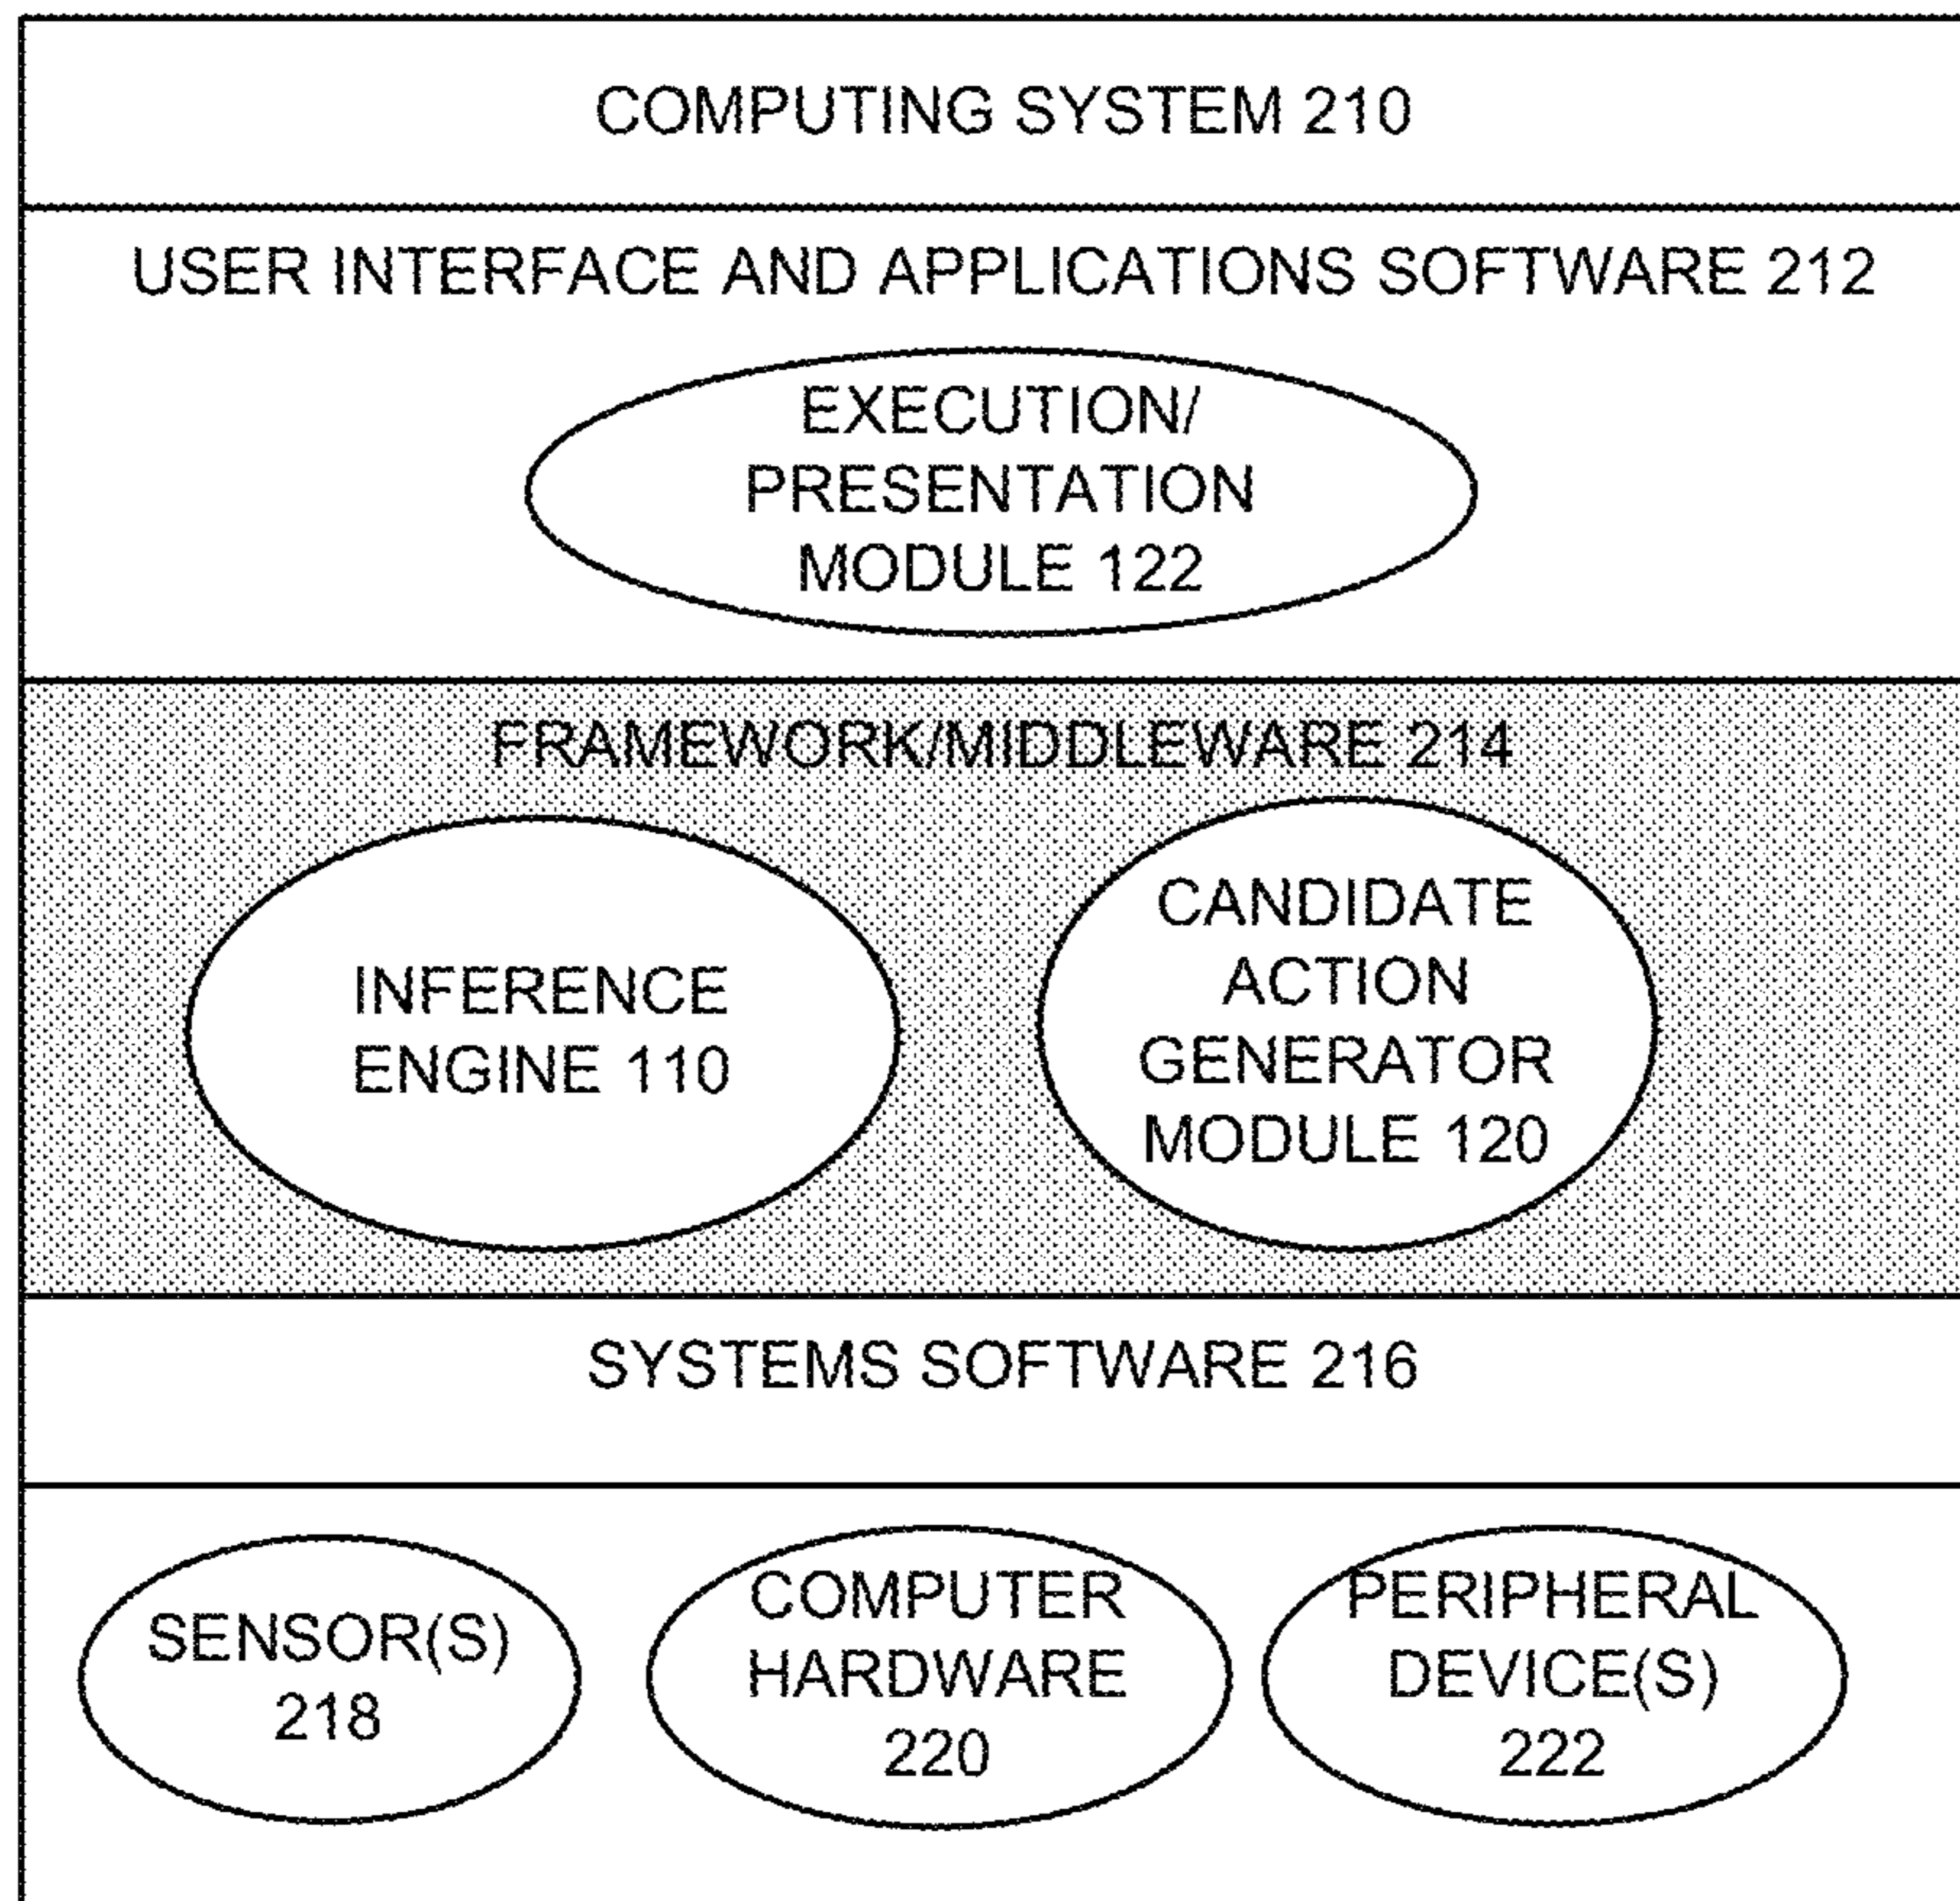 COMPUTING SYSTEM 210
USER INTERFACE AND APPLICATIONS SOFTWARE 212
EXECUTION/
PRESENTATION
MODULE 122
FRAMEWORK/MIDDLEWARE 214
INFERENCE
ENGINE 110
CANDIDATE
ACTION
GENERATOR
MODULE 120
SYSTEMS SOFTWARE 216
SENSOR(S)
218
COMPUTER
HARDWARE
220
PERIPHERAL
DEVICE(S)
222